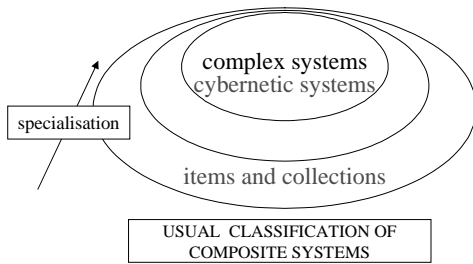 complex systems
cybernetic systems
specialisation
items and collections
USUAL CLASSIFICATION OF
COMPOSITE SYSTEMS